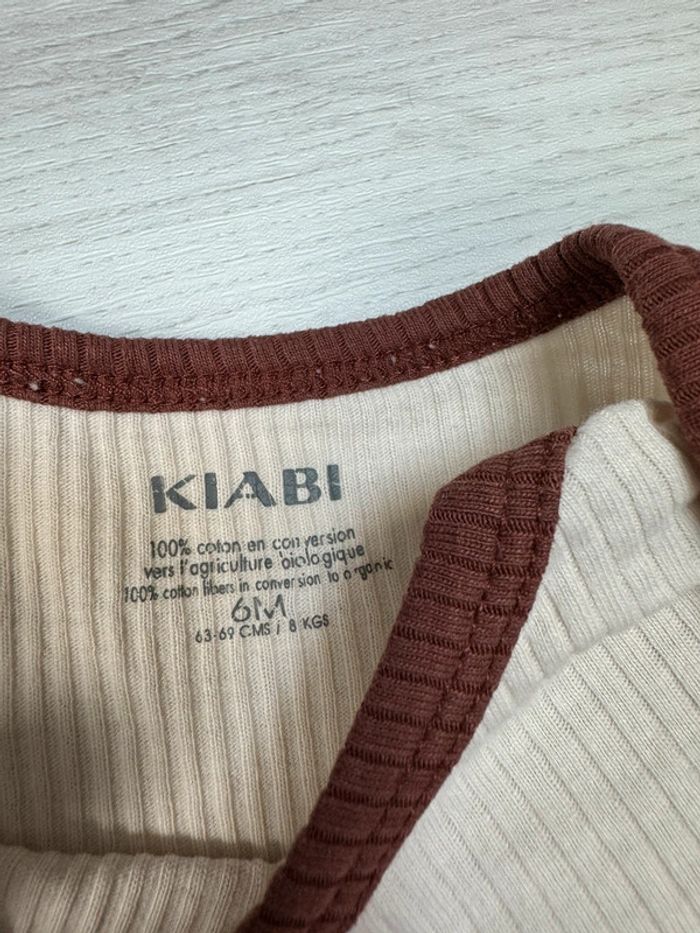 KIABI
100% coton en conversion
vers l'agriculture biologique
100% cotton fibers in conversion to organic
6M
63-69 CMS / 8 KGS